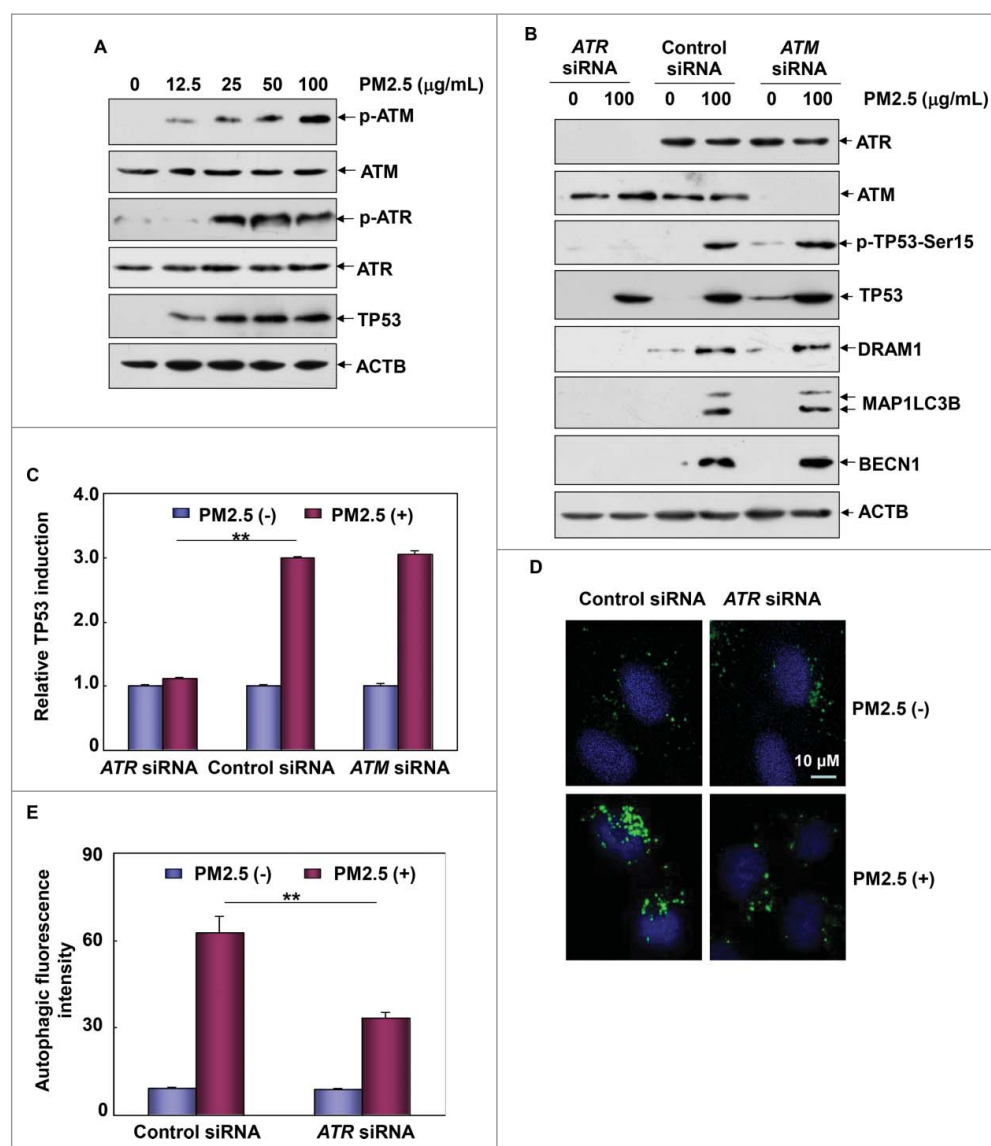 A
0 12.5 25 50 100 PM2.5 (μg/mL)
p-ATM
ATM
p-ATR
ATR
TP53
ACTB
B
ATR siRNA
Control siRNA
ATM siRNA
0 100 0 100 0 100 PM2.5 (μg/mL)
ATR
ATM
p-TP53-Ser15
TP53
DRAM1
MAP1LC3B
BECN1
ACTB
C
Relative TP53 induction
4.0
3.0
2.0
1.0
0
PM2.5 (-) PM2.5 (+)
**
ATR siRNA Control siRNA ATM siRNA
D
Control siRNA ATR siRNA
PM2.5 (-)
10 μM
PM2.5 (+)
E
Autophagic fluorescence
intensity
90
60
30
0
PM2.5 (-) PM2.5 (+)
**
Control siRNA ATR siRNA